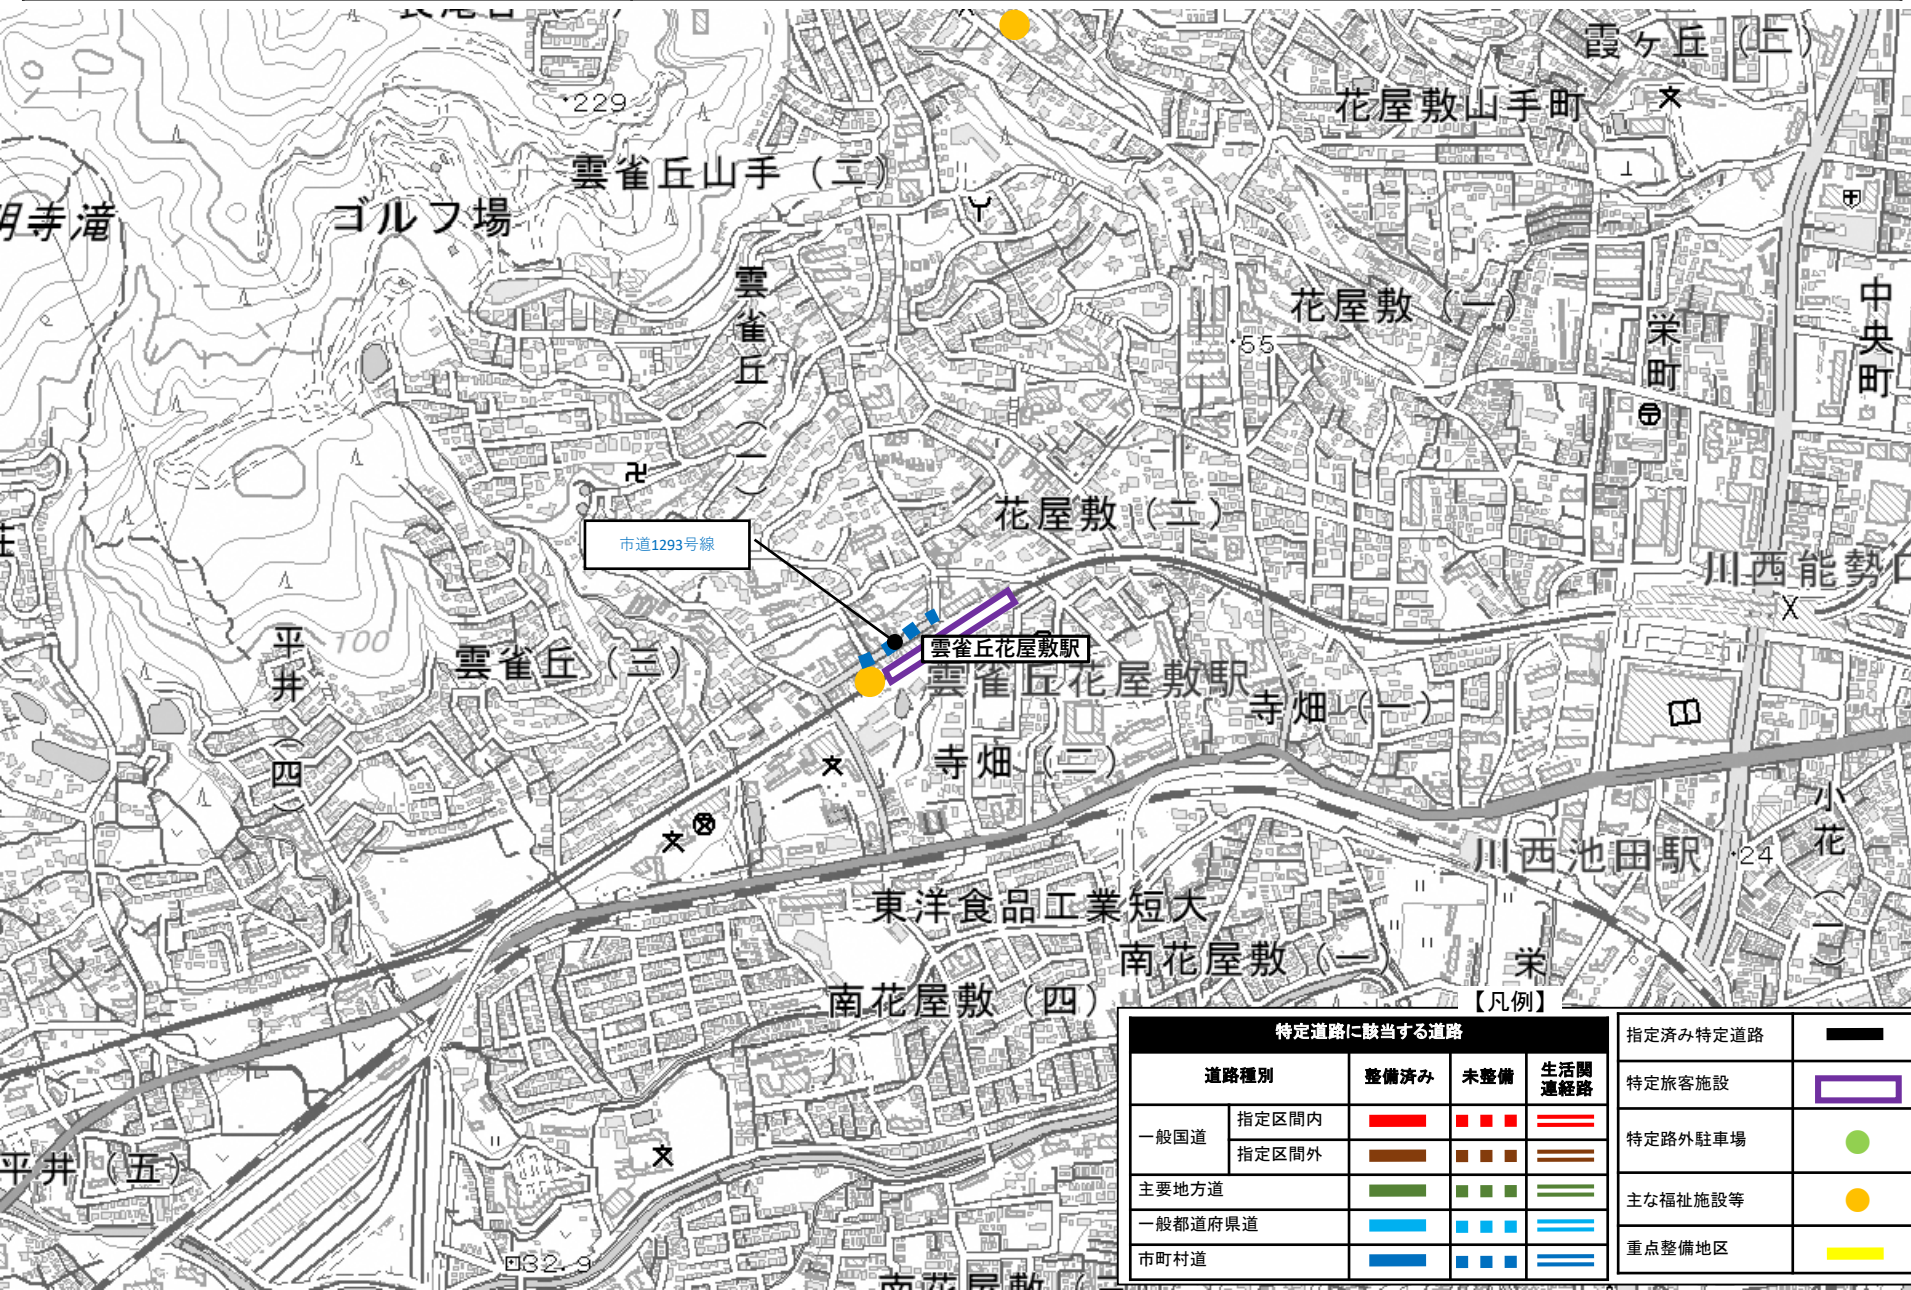 霞ヶ丘（二）
229
花屋敷山手町
雲雀丘山手（二）
明寺滝
ゴルフ場
雲雀丘（一）
花屋敷（一）
55
栄町
中央町
花屋敷（二）
市道1293号線
川西能勢口
平井（四）
100
雲雀丘（三）
雲雀丘花屋敷駅
雲雀丘花屋敷駅
寺畑（一）
寺畑（二）
小花（一）
川西池田駅
24
東洋食品工業短大
南花屋敷（一）
栄
南花屋敷（四）
平井（五）
32.9
【凡例】
特定道路に該当する道路
道路種別 整備済み 未整備 生活関連経路
一般国道 指定区間内
指定区間外
主要地方道
一般都道府県道
市町村道
指定済み特定道路
特定旅客施設
特定路外駐車場
主な福祉施設等
重点整備地区